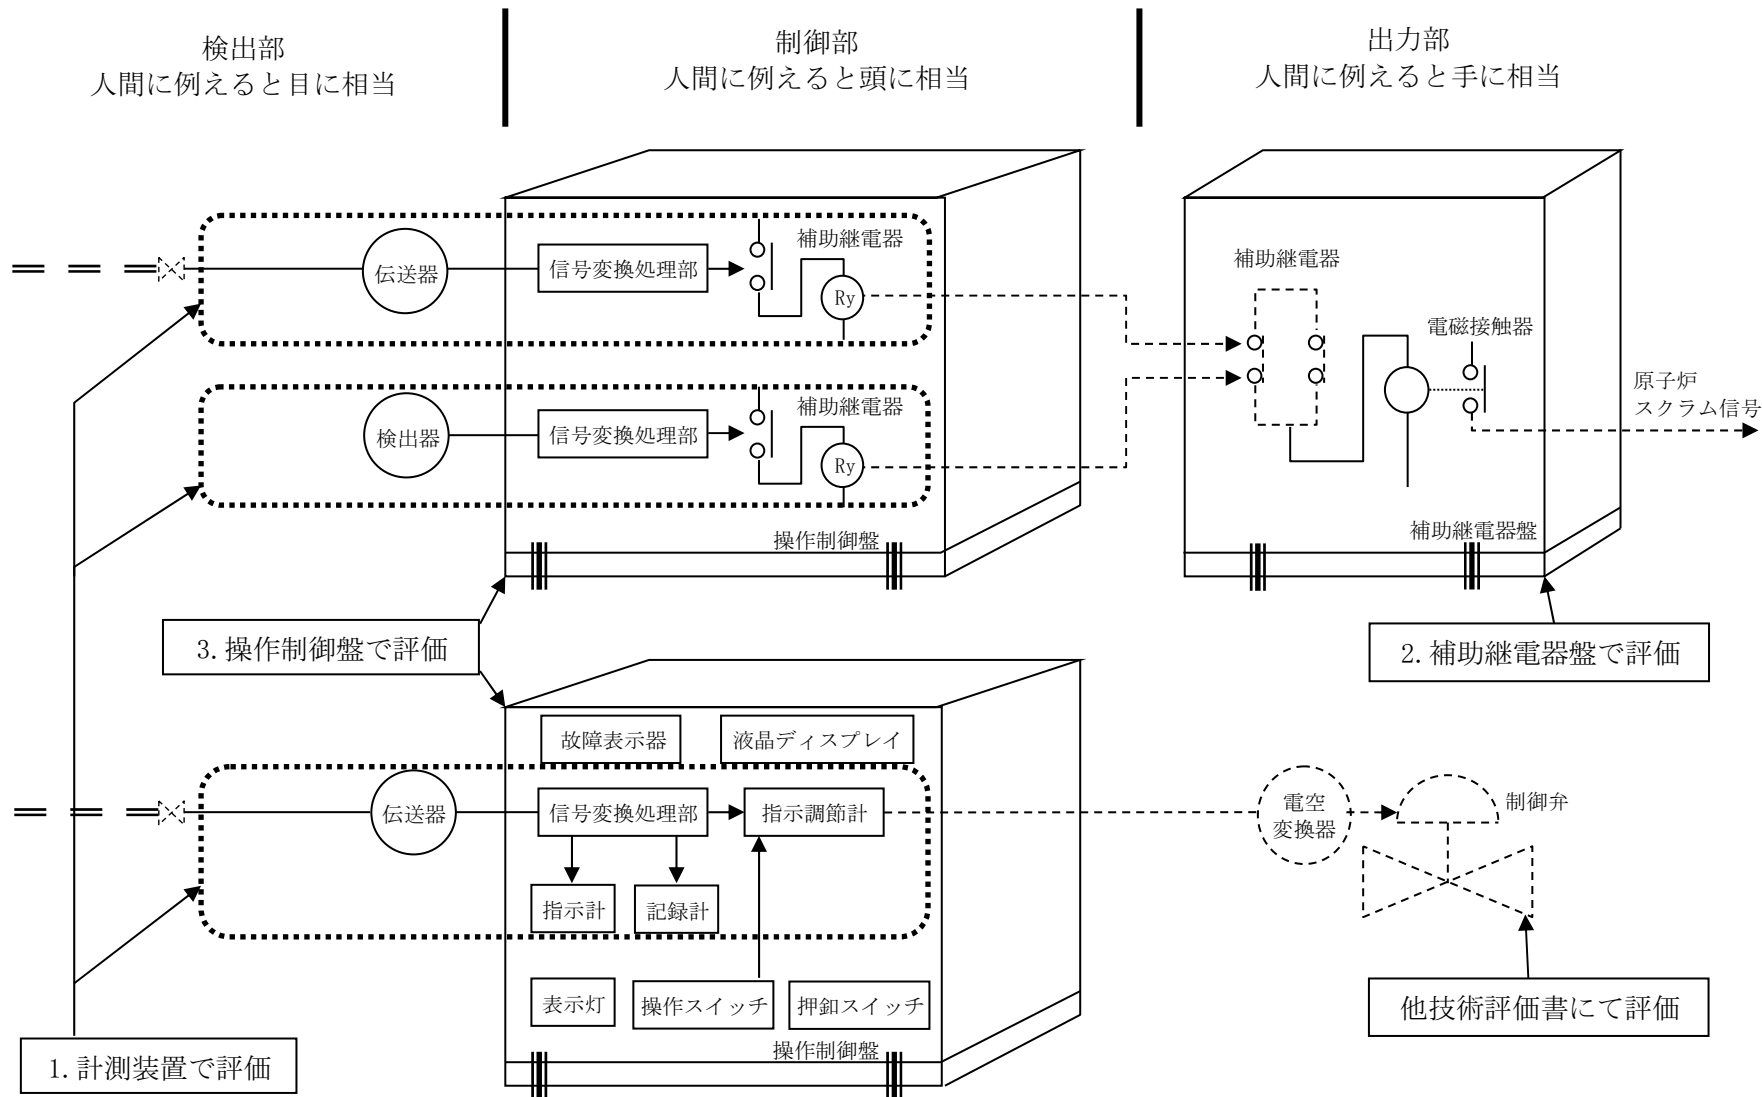 検出部
人間に例えると目に相当
制御部
人間に例えると頭に相当
出力部
人間に例えると手に相当
伝送器
信号変換処理部
補助継電器
Ry
検出器
信号変換処理部
補助継電器
Ry
操作制御盤
補助継電器
電磁接触器
原子炉
スクラム信号
補助継電器盤
3.操作制御盤で評価
2.補助継電器盤で評価
故障表示器
液晶ディスプレイ
伝送器
信号変換処理部
指示調節計
指示計
記録計
表示灯
操作スイッチ
押釦スイッチ
操作制御盤
電空
変換器
制御弁
他技術評価書にて評価
1.計測装置で評価